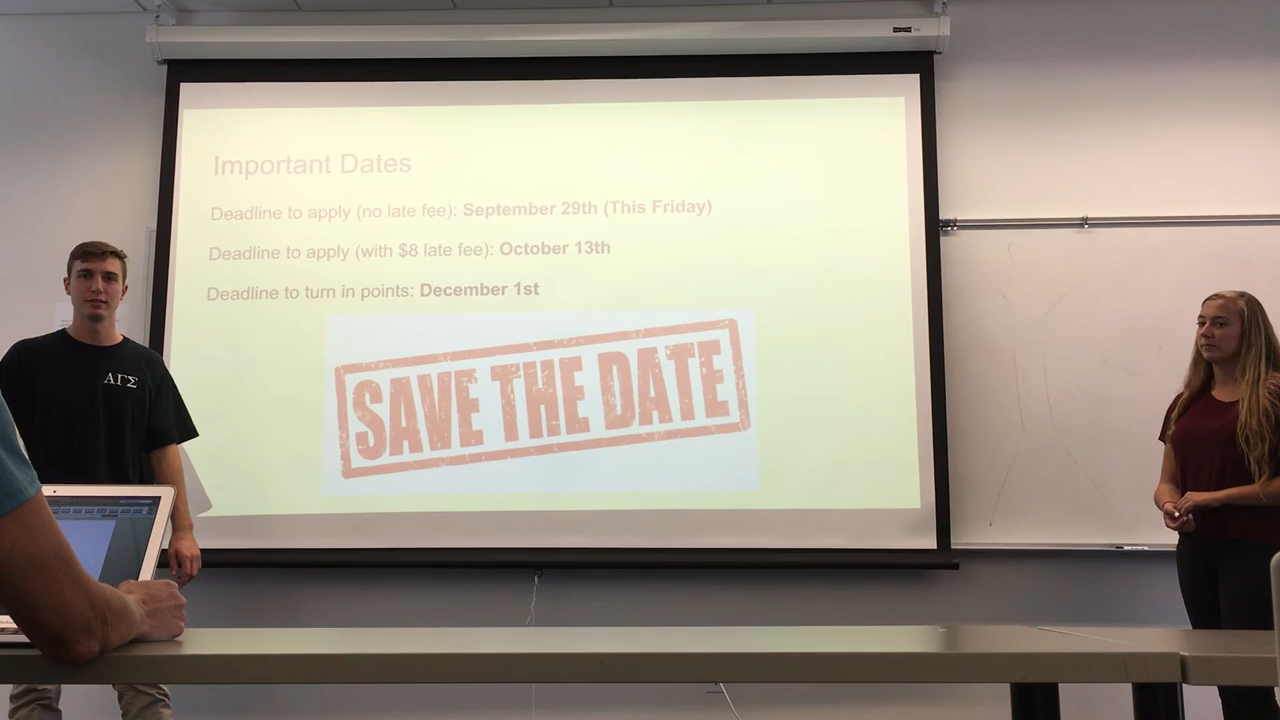 Important Dates
Deadline to apply (no late fee): September 29th (This Friday)
Deadline to apply (with $8 late fee): October 13th
Deadline to turn in points: December 1st
SAVE THE DATE
ΑΓΣ